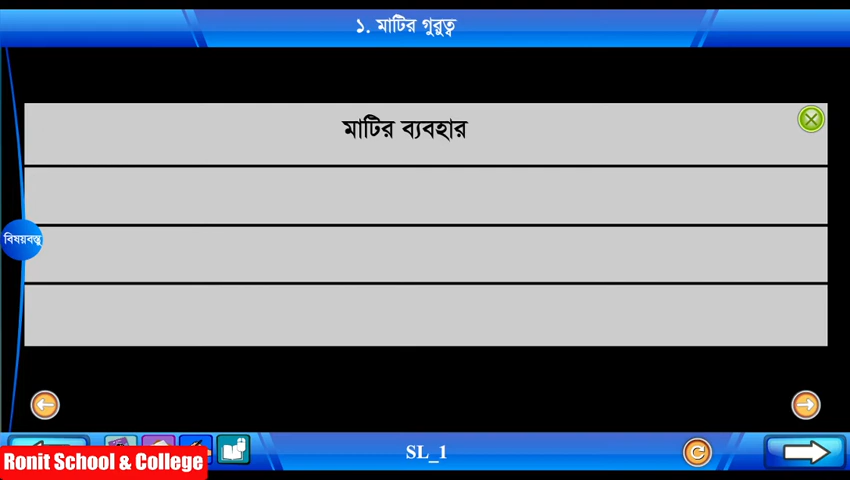 ১. মাটির গুরুত্ব
মাটির ব্যবহার
বিষয়বস্তু
SL_1
Ronit School & College